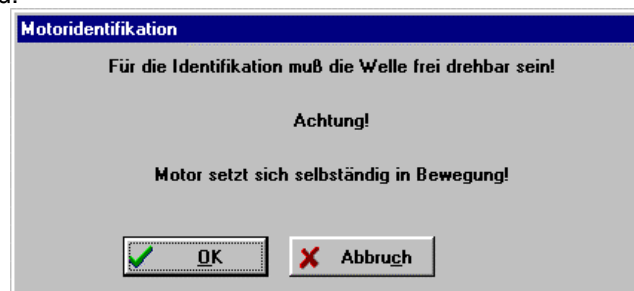 Motoridentifikation
Für die Identifikation muß die Welle frei drehbar sein!
Achtung!
Motor setzt sich selbständig in Bewegung!
OK Abbruch